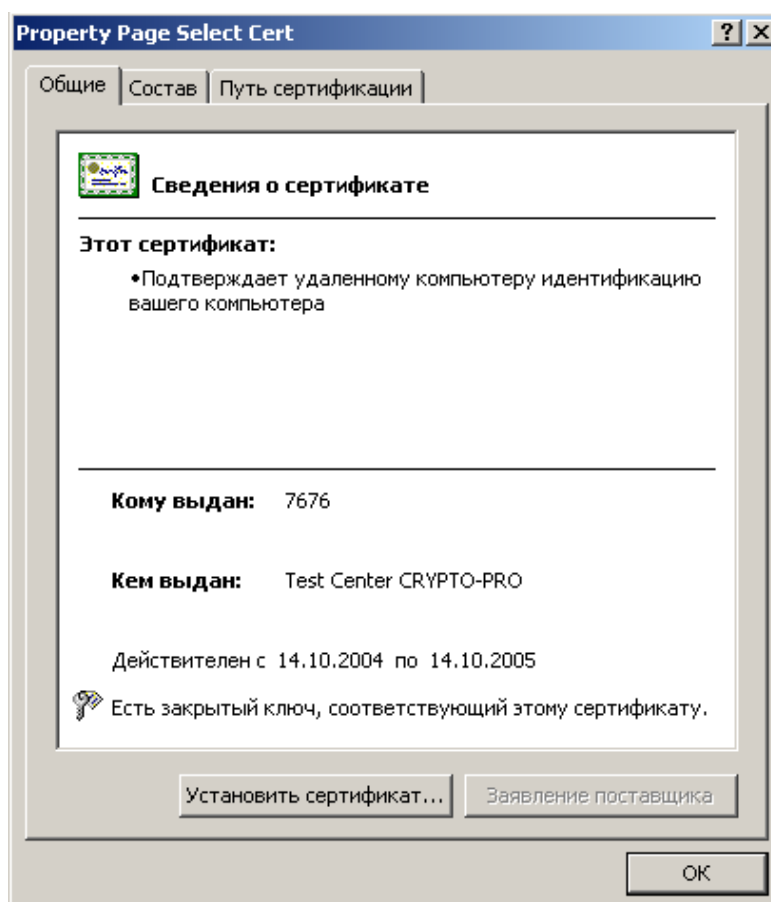 Property Page Select Cert
Общие Состав Путь сертификации
Сведения о сертификате
Этот сертификат:
•Подтверждает удаленному компьютеру идентификацию
вашего компьютера
Кому выдан: 7676
Кем выдан: Test Center CRYPTO-PRO
Действителен с 14.10.2004 по 14.10.2005
Есть закрытый ключ, соответствующий этому сертификату.
Установить сертификат... Заявление поставщика
ОК